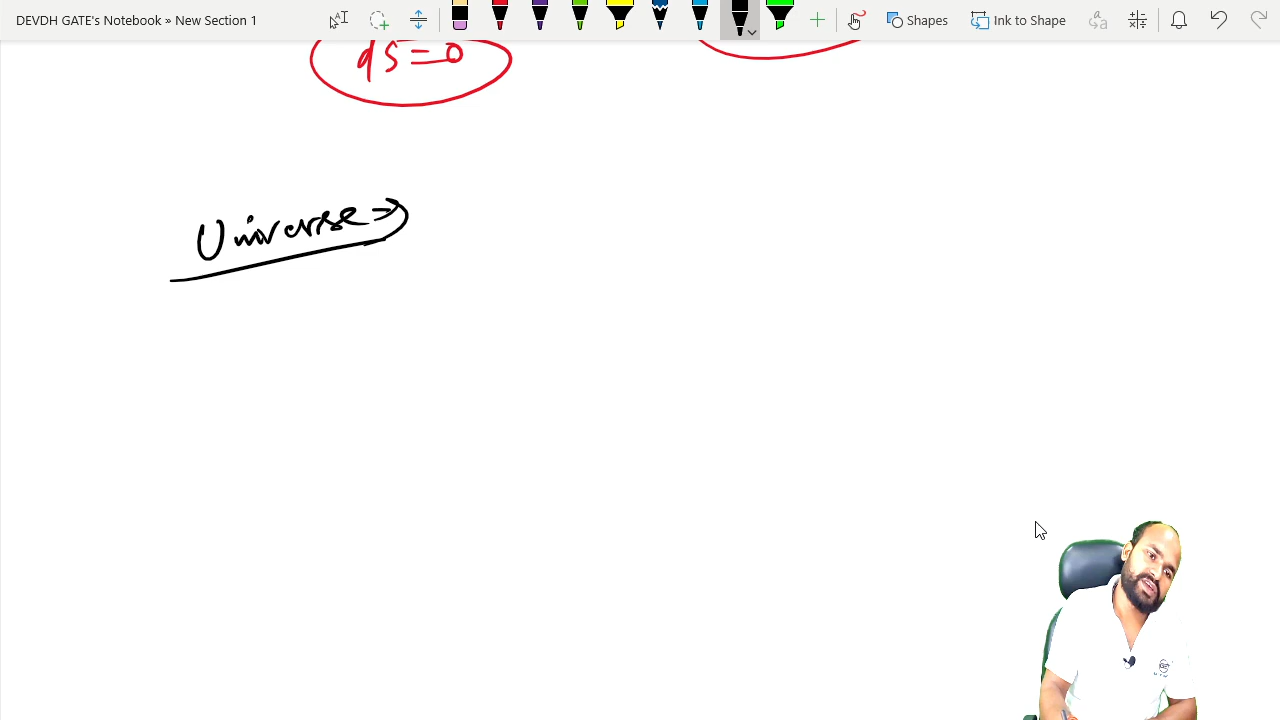 DEVDH GATE's Notebook » New Section 1
Shapes
Ink to Shape
dS=0
Universe →